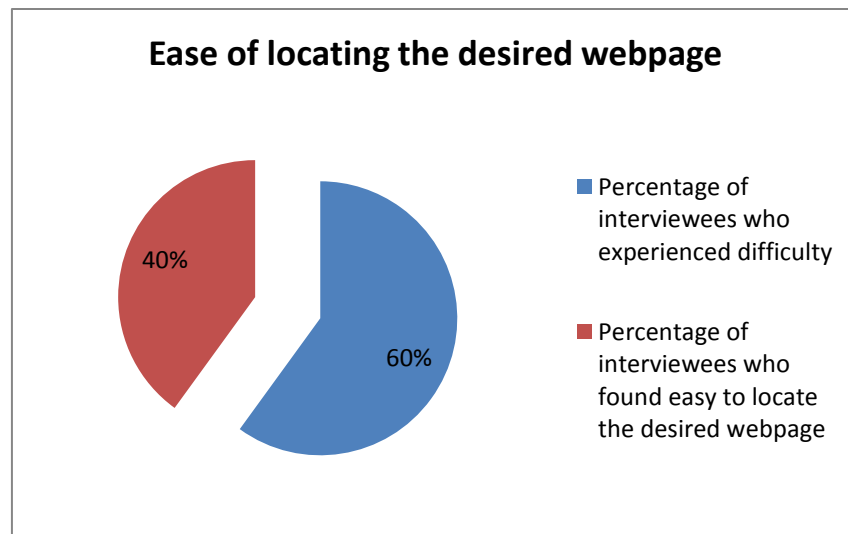 Ease of locating the desired webpage
40%
60%
Percentage of
interviewees who
experienced difficulty
Percentage of
interviewees who
found easy to locate
the desired webpage